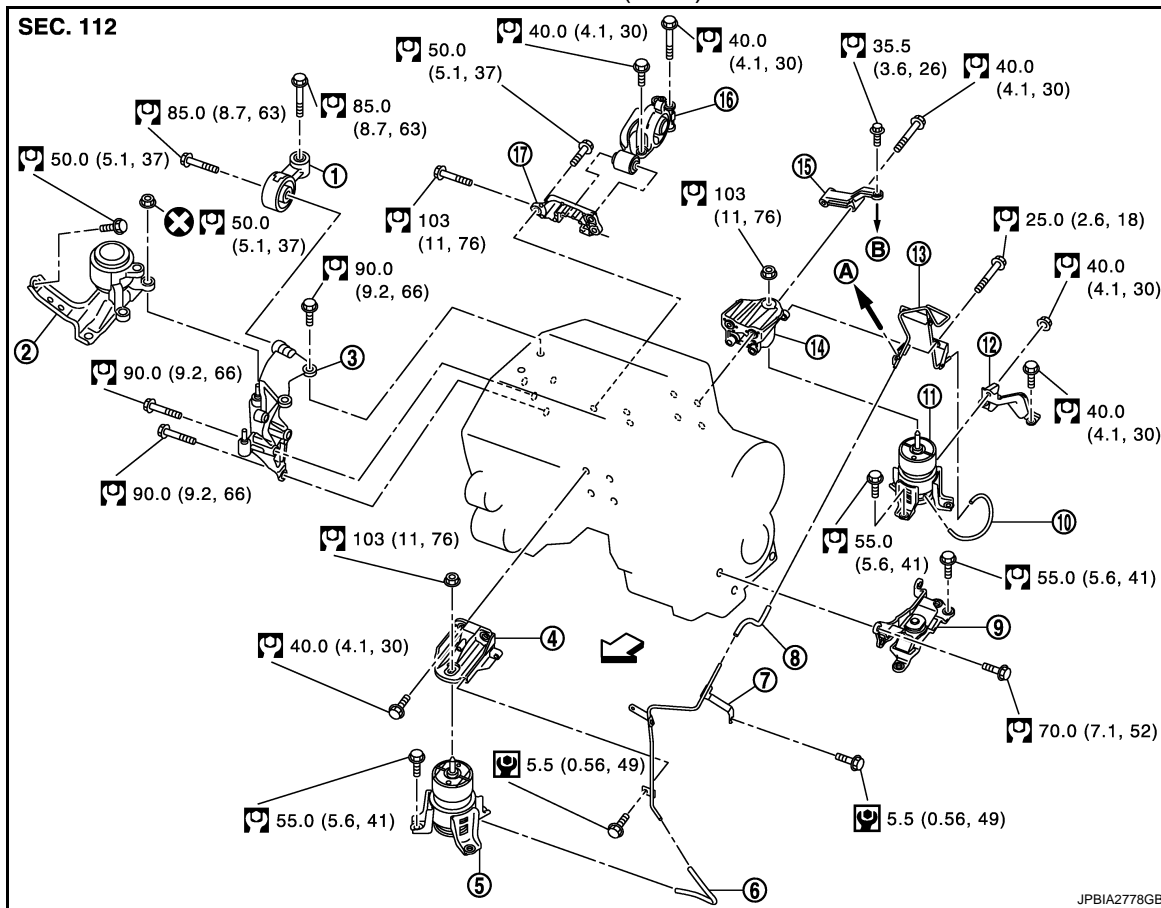 SEC. 112
40.0 (4.1, 30)
40.0
(4.1, 30)
50.0
(5.1, 37)
35.5
(3.6, 26)
40.0
(4.1, 30)
85.0 (8.7, 63)
85.0
(8.7, 63)
50.0 (5.1, 37)
1
16
17
15
103
(11, 76)
103
(11, 76)
50.0
(5.1, 37)
B
25.0 (2.6, 18)
13
A
40.0
(4.1, 30)
90.0
(9.2, 66)
2
3
14
12
90.0 (9.2, 66)
11
40.0
(4.1, 30)
90.0 (9.2, 66)
10
103 (11, 76)
55.0
(5.6, 41)
55.0 (5.6, 41)
4
9
40.0 (4.1, 30)
8
7
70.0 (7.1, 52)
5.5 (0.56, 49)
55.0 (5.6, 41)
5.5 (0.56, 49)
5
6
JPBIA2778GB